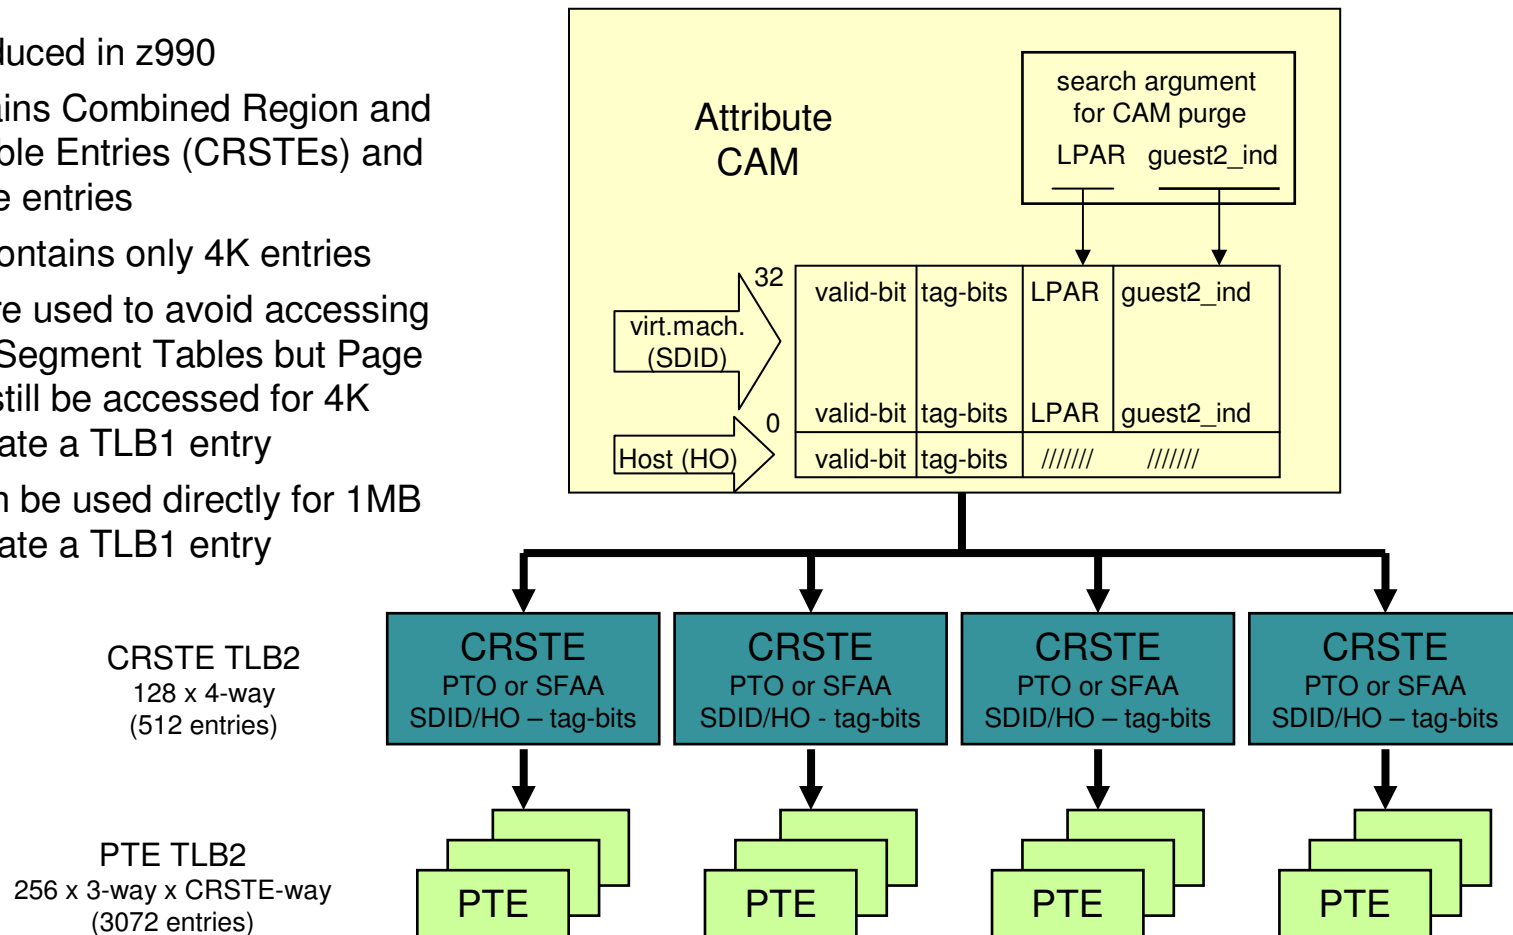 duced in z990
ains Combined Region and
ble Entries (CRSTEs) and
e entries
ontains only 4K entries
re used to avoid accessing
Segment Tables but Page
still be accessed for 4K
ate a TLB1 entry
n be used directly for 1MB
ate a TLB1 entry
Attribute
CAM
search argument
for CAM purge
LPAR guest2_ind
32
valid-bit tag-bits LPAR guest2_ind
virt.mach.
(SDID)
valid-bit tag-bits LPAR guest2_ind
0
Host (HO)
valid-bit tag-bits /////// ///////
CRSTE TLB2
128 x 4-way
(512 entries)
CRSTE
PTO or SFAA
SDID/HO – tag-bits
CRSTE
PTO or SFAA
SDID/HO - tag-bits
CRSTE
PTO or SFAA
SDID/HO – tag-bits
CRSTE
PTO or SFAA
SDID/HO – tag-bits
PTE TLB2
256 x 3-way x CRSTE-way
(3072 entries)
PTE
PTE
PTE
PTE